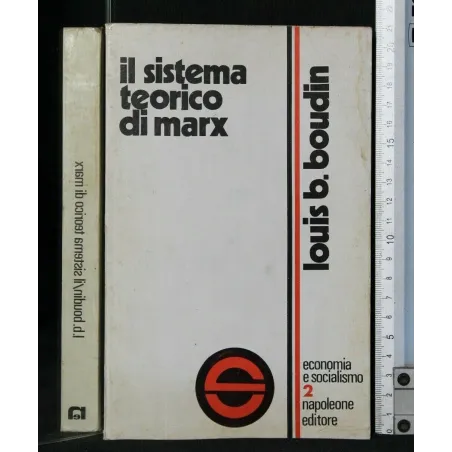 il sistema
teorico
di marx
louis b. boudin
economia
e socialismo
2
napoleone
editore
l.b. boudin/il sistema teorico di marx